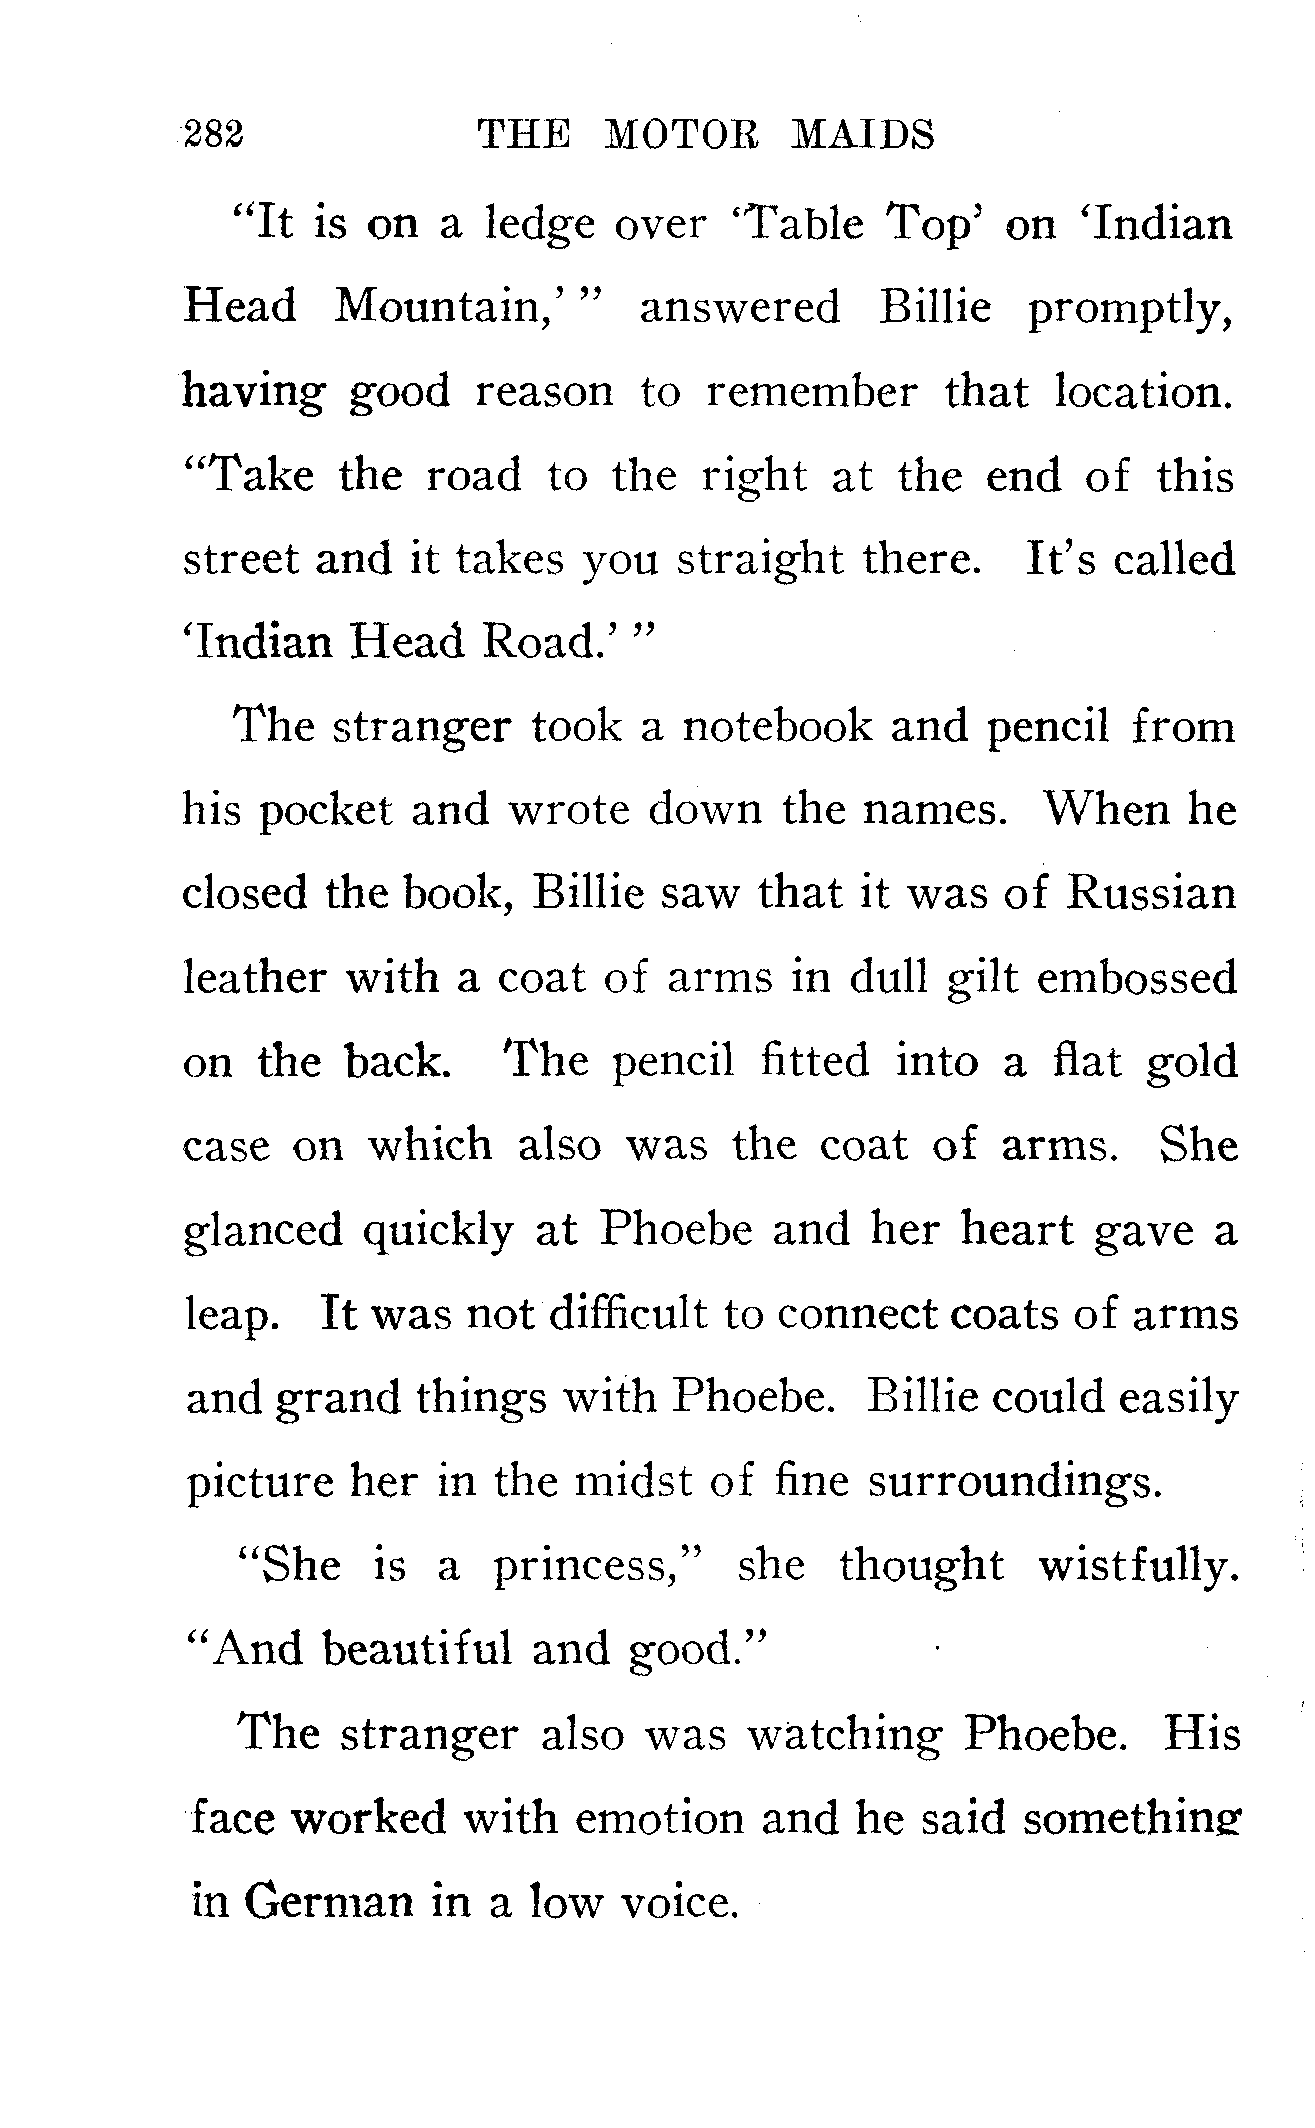 282 THE MOTOR MAIDS
“It is on a ledge over ‘Table Top’ on ‘Indian
Head Mountain,’ ” answered Billie promptly,
having good reason to remember that location.
“Take the road to the right at the end of this
street and it takes you straight there. It’s called
‘Indian Head Road.’ ”
The stranger took a notebook and pencil from
his pocket and wrote down the names. When he
closed the book, Billie saw that it was of Russian
leather with a coat of arms in dull gilt embossed
on the back. The pencil fitted into a flat gold
case on which also was the coat of arms. She
glanced quickly at Phoebe and her heart gave a
leap. It was not difficult to connect coats of arms
and grand things with Phoebe. Billie could easily
picture her in the midst of fine surroundings.
“She is a princess,” she thought wistfully.
“And beautiful and good.”
The stranger also was watching Phoebe. His
face worked with emotion and he said something
in German in a low voice.